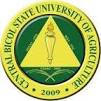 CENTRAL BICOL STATE UNIVERSITY OF AGRICULTURE
• 2009 •